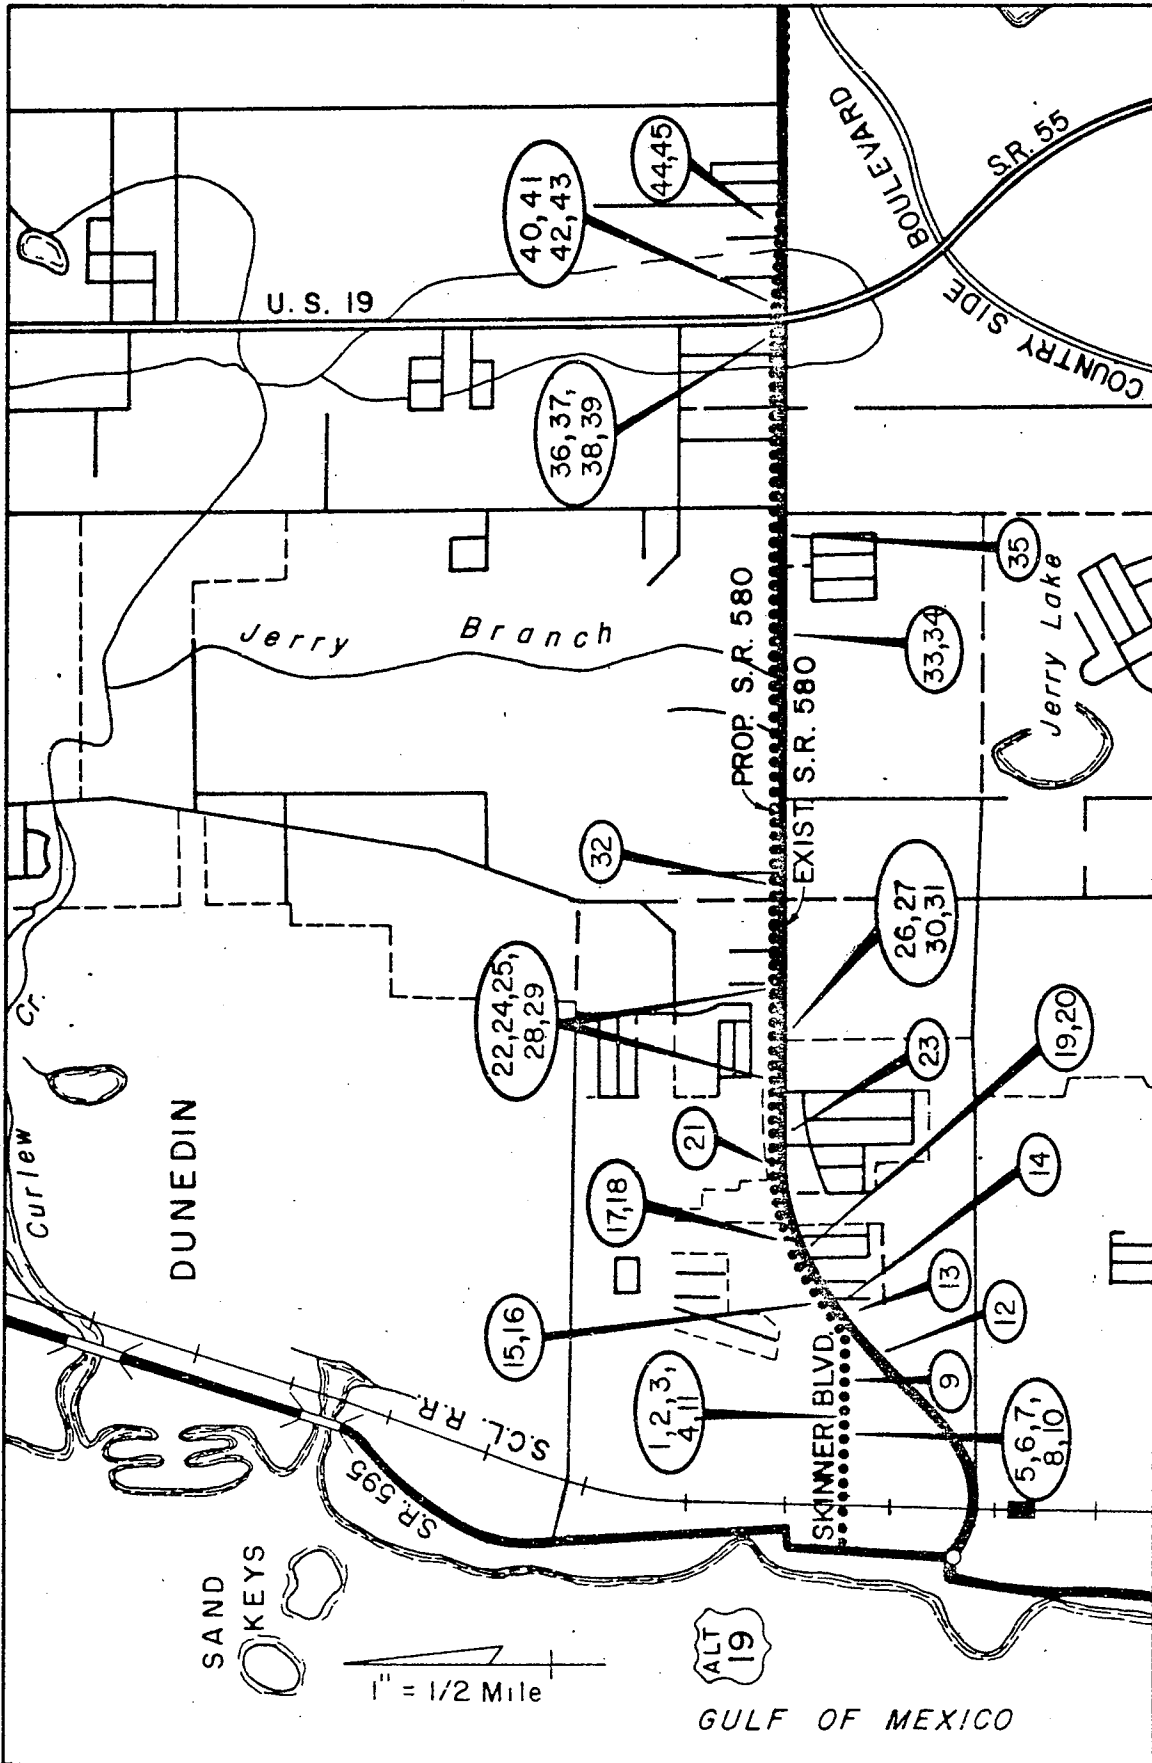 U. S. 19
40, 41
42, 43
44,45
BOULEVARD
S.R. 55
COUNTRY SIDE
36, 37,
38, 39
Jerry Branch
PROP. S.R. 580
EXIST. S.R. 580
35
33,34
Jerry Lake
32
26, 27
30, 31
22,24,25,
28,29
Curlew Cr.
DUNEDIN
23
19,20
21
17,18
14
13
12
15,16
SKINNER BLVD.
9
1, 2, 3,
4,11
5,6,7,
8,10
S.C.L. R.R.
S.R. 595
SAND
KEYS
1" = 1/2 Mile
ALT
19
GULF OF MEXICO